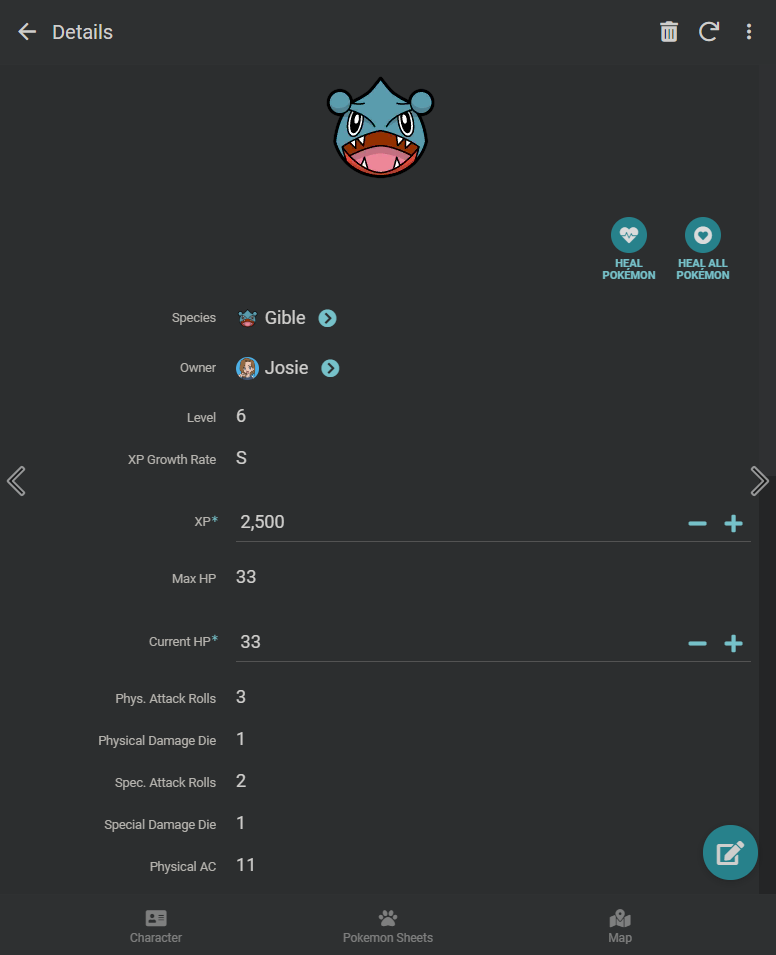 Details
HEAL
POKÉMON
HEAL ALL
POKÉMON
Species Gible
Owner Josie
Level 6
XP Growth Rate S
XP* 2,500
Max HP 33
Current HP* 33
Phys. Attack Rolls 3
Physical Damage Die 1
Spec. Attack Rolls 2
Special Damage Die 1
Physical AC 11
Character Pokemon Sheets Map